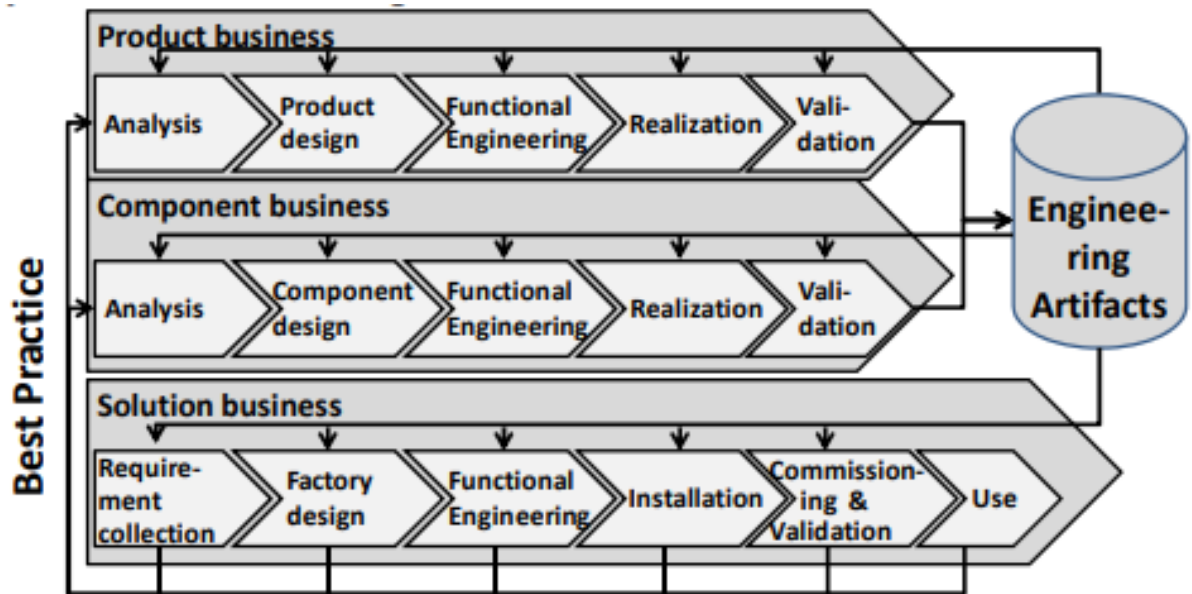 Product business
Analysis
Product
design
Functional
Engineering
Realization
Vali-
dation
Component business
Analysis
Component
design
Functional
Engineering
Realization
Vali-
dation
Enginee-
ring
Artifacts
Best Practice
Solution business
Require-
ment
collection
Factory
design
Functional
Engineering
Installation
Commission-
ing &
Validation
Use